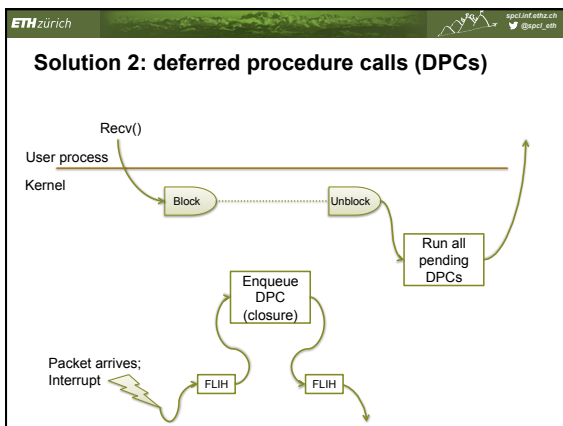 ETH zürich
spcl.inf.ethz.ch
@spcl_eth
Solution 2: deferred procedure calls (DPCs)
Recv()
User process
Kernel
Block
Unblock
Run all
pending
DPCs
Enqueue
DPC
(closure)
Packet arrives;
Interrupt
FLIH
FLIH